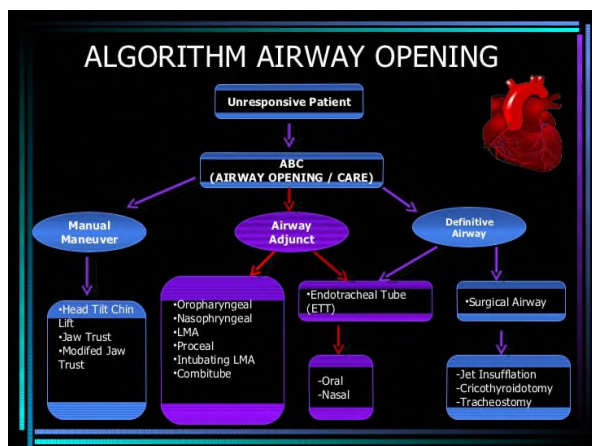 ALGORITHM AIRWAY OPENING
Unresponsive Patient
ABC
(AIRWAY OPENING / CARE)
Manual
Maneuver
Airway
Adjunct
Definitive
Airway
•Head Tilt Chin
Lift
•Jaw Trust
•Modifed Jaw
Trust
•Oropharyngeal
•Nasophryngeal
•LMA
•Proceal
•Intubating LMA
•Combitube
•Endotracheal Tube
(ETT)
•Surgical Airway
-Oral
-Nasal
-Jet Insufflation
-Cricothyroidotomy
-Tracheostomy